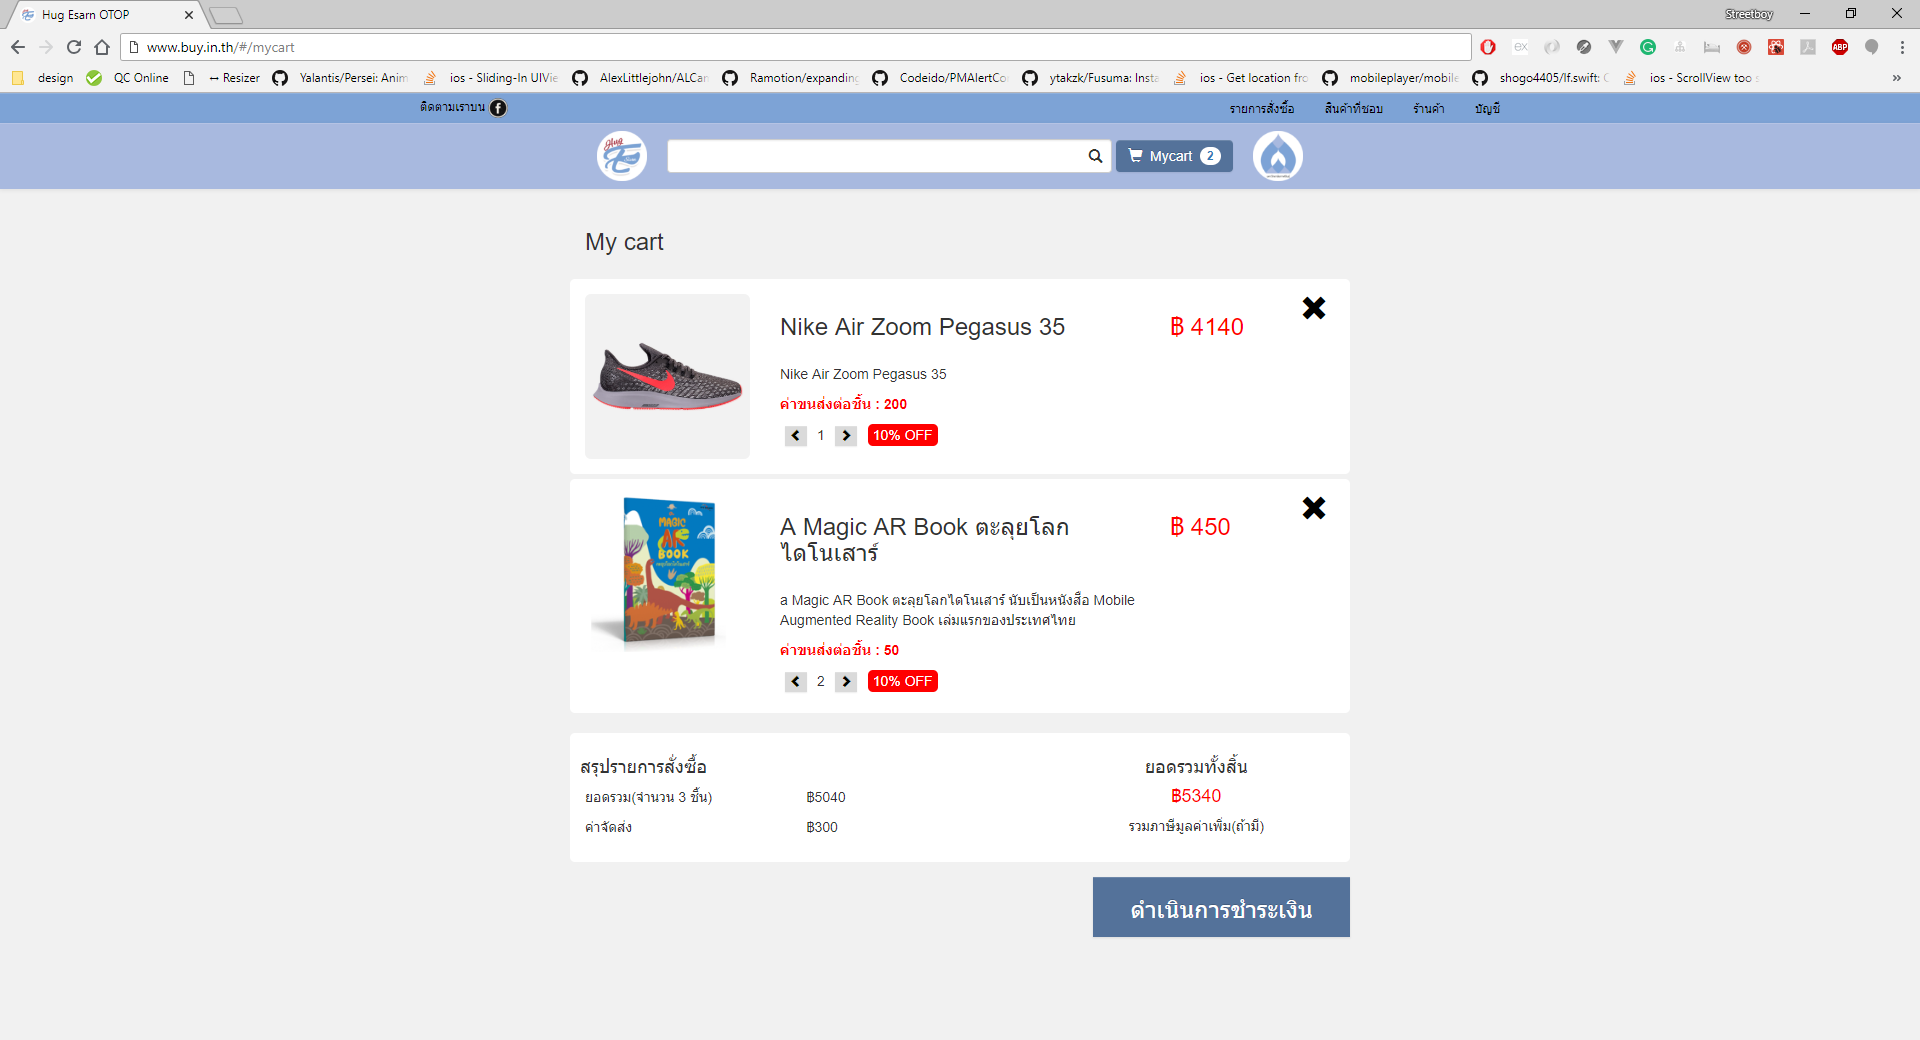 Hug Esarn OTOP
Streetboy
www.buy.in.th/#/mycart
design
QC Online
↔ Resizer
Yalantis/Persei: Anim
ios - Sliding-In UIVie
AlexLittlejohn/ALCam
Ramotion/expanding
Codeido/PMAlertCon
ytakzk/Fusuma: Insta
ios - Get location fro
mobileplayer/mobile
shogo4405/lf.swift: C
ios - ScrollView too s
ติดตามเราบน
รายการสั่งซื้อ
สินค้าที่ชอบ
ร้านค้า
บัญชี
Mycart 2
My cart
Nike Air Zoom Pegasus 35
฿ 4140
Nike Air Zoom Pegasus 35
ค่าขนส่งต่อชิ้น : 200
1
10% OFF
MAGIC
AR
BOOK
A Magic AR Book ตะลุยโลก
ไดโนเสาร์
฿ 450
a Magic AR Book ตะลุยโลกไดโนเสาร์ นับเป็นหนังสือ Mobile
Augmented Reality Book เล่มแรกของประเทศไทย
ค่าขนส่งต่อชิ้น : 50
2
10% OFF
สรุปรายการสั่งซื้อ
ยอดรวมทั้งสิ้น
ยอดรวม(จำนวน 3 ชิ้น)
฿5040
฿5340
ค่าจัดส่ง
฿300
รวมภาษีมูลค่าเพิ่ม(ถ้ามี)
ดำเนินการชำระเงิน